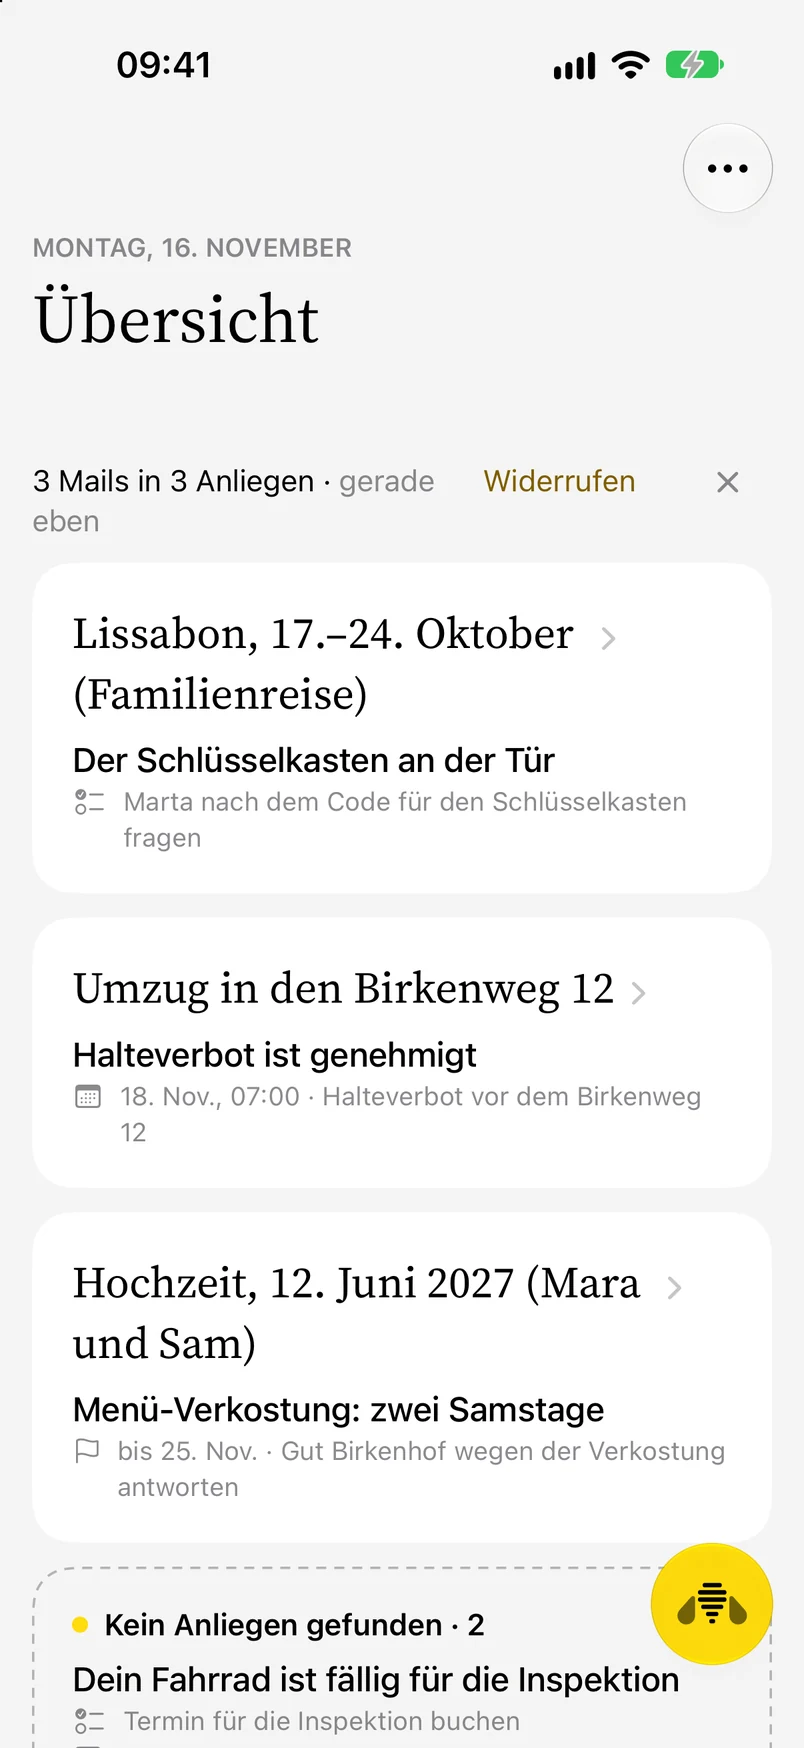 09:41
MONTAG, 16. NOVEMBER
Übersicht
3 Mails in 3 Anliegen · gerade eben
Widerrufen
Lissabon, 17.–24. Oktober
(Familienreise)
Der Schlüsselkasten an der Tür
Marta nach dem Code für den Schlüsselkasten
fragen
Umzug in den Birkenweg 12
Halteverbot ist genehmigt
18. Nov., 07:00 · Halteverbot vor dem Birkenweg
12
Hochzeit, 12. Juni 2027 (Mara
und Sam)
Menü-Verkostung: zwei Samstage
bis 25. Nov. · Gut Birkenhof wegen der Verkostung
antworten
Kein Anliegen gefunden · 2
Dein Fahrrad ist fällig für die Inspektion
Termin für die Inspektion buchen